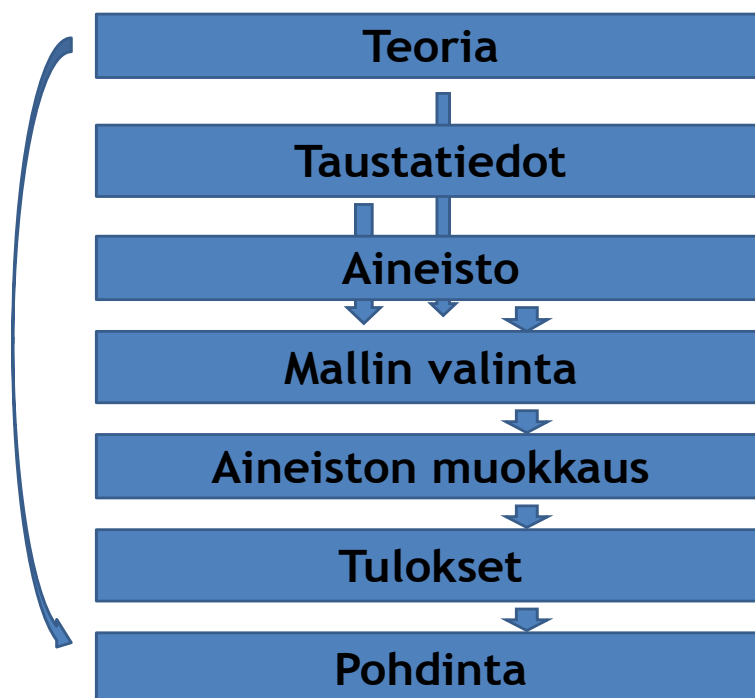 Teoria
Taustatiedot
Aineisto
Mallin valinta
Aineiston muokkaus
Tulokset
Pohdinta